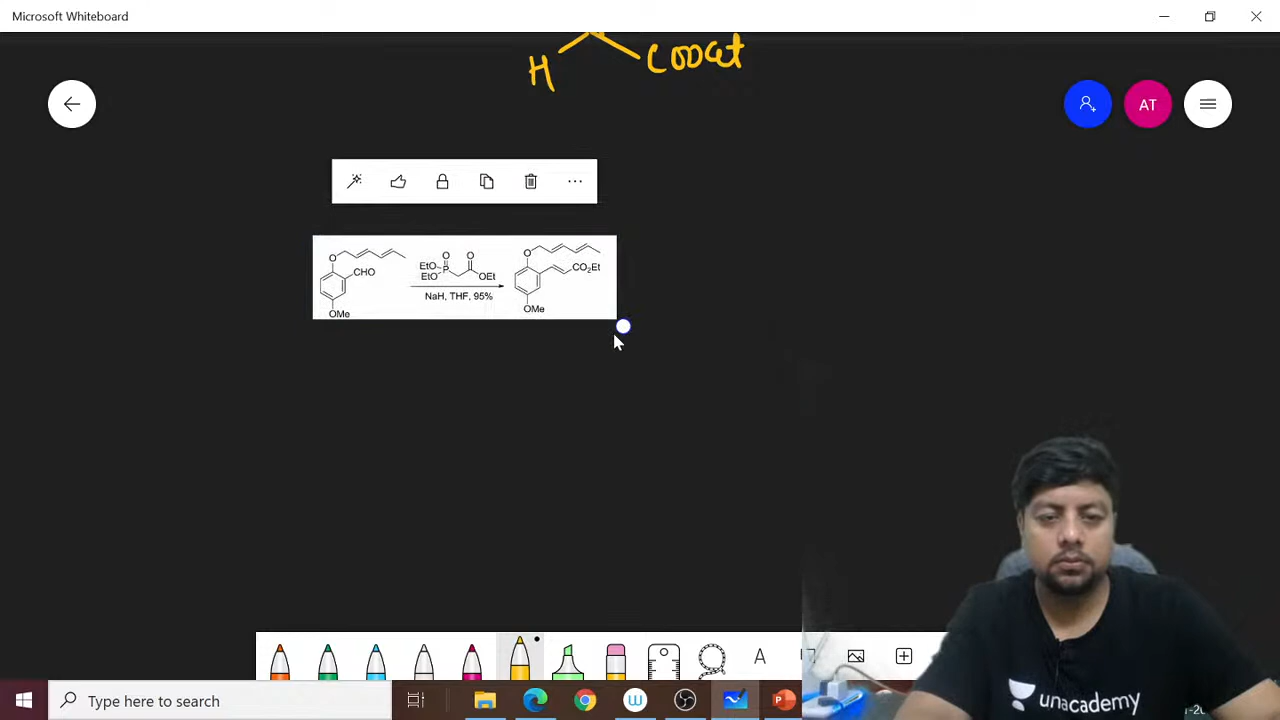 Microsoft Whiteboard
H COOEt
AT
O
CHO
OMe
EtO
EtO
P
O
O
OEt
NaH, THF, 95%
O
CO2Et
OMe
A
Type here to search
unacademy